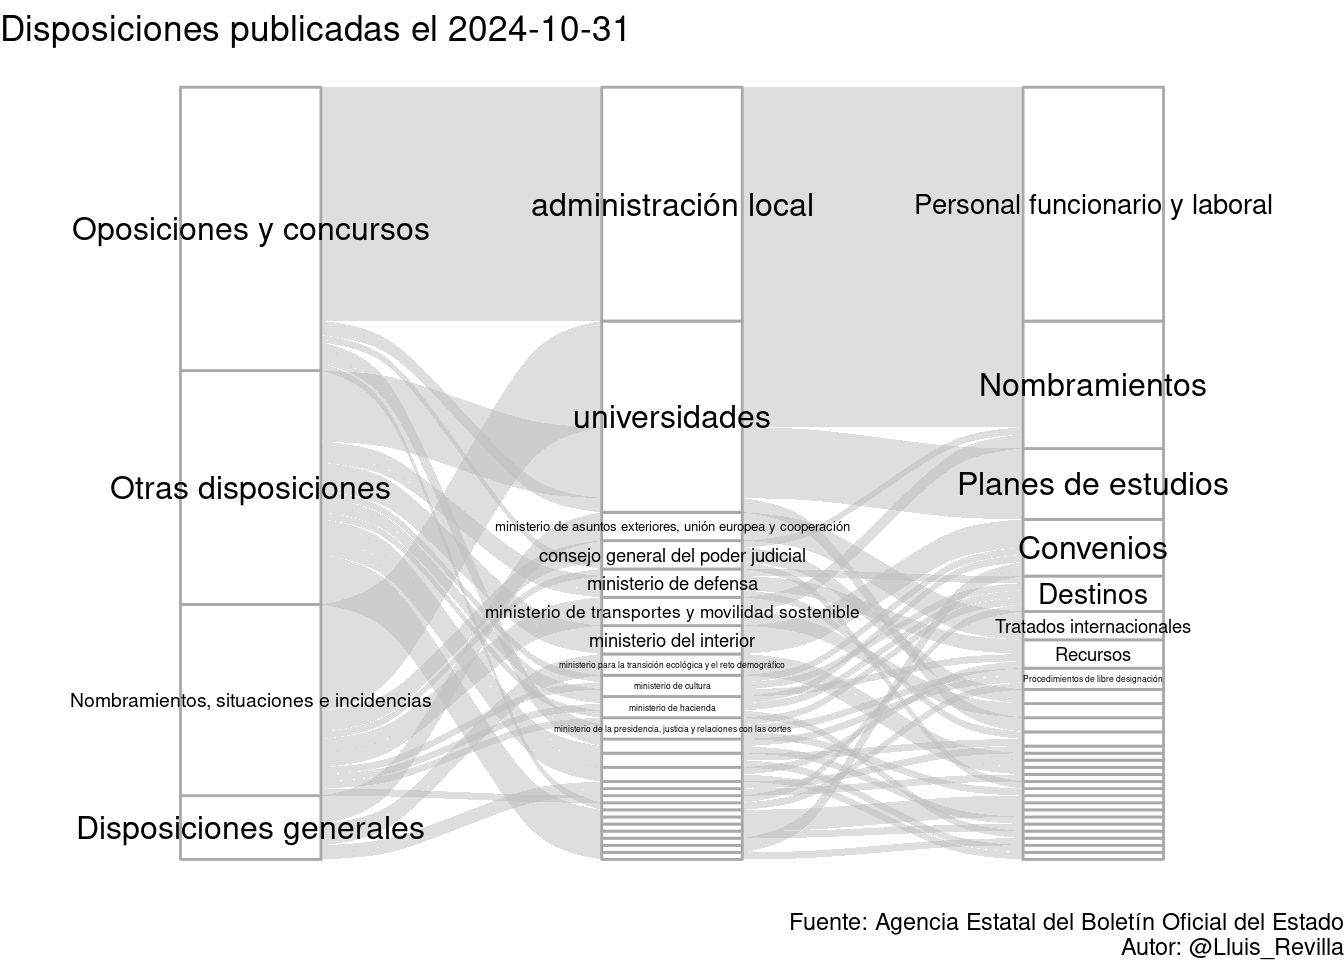 Disposiciones publicadas el 2024-10-31
Oposiciones y concursos
Otras disposiciones
Nombramientos, situaciones e incidencias
Disposiciones generales
administración local
universidades
ministerio de asuntos exteriores, unión europea y cooperación
consejo general del poder judicial
ministerio de defensa
ministerio de transportes y movilidad sostenible
ministerio del interior
ministerio para la transición ecológica y el reto demográfico
ministerio de cultura
ministerio de hacienda
ministerio de la presidencia, justicia y relaciones con las cortes
Personal funcionario y laboral
Nombramientos
Planes de estudios
Convenios
Destinos
Tratados internacionales
Recursos
Procedimientos de libre designación
Fuente: Agencia Estatal del Boletín Oficial del Estado
Autor: @Lluis_Revilla